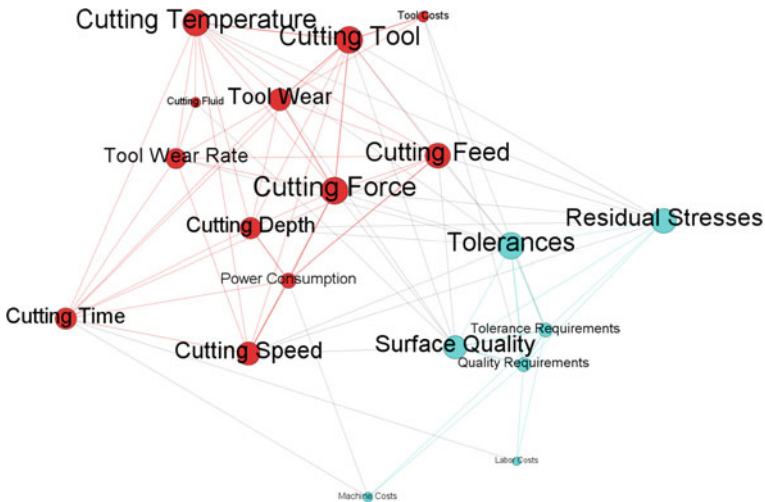 Cutting Temperature
Tool Costs
Cutting Tool
Cutting Fluid
Tool Wear
Tool Wear Rate
Cutting Feed
Cutting Force
Cutting Depth
Residual Stresses
Tolerances
Power Consumption
Cutting Time
Tolerance Requirements
Cutting Speed
Surface Quality
Quality Requirements
Labor Costs
Machine Costs